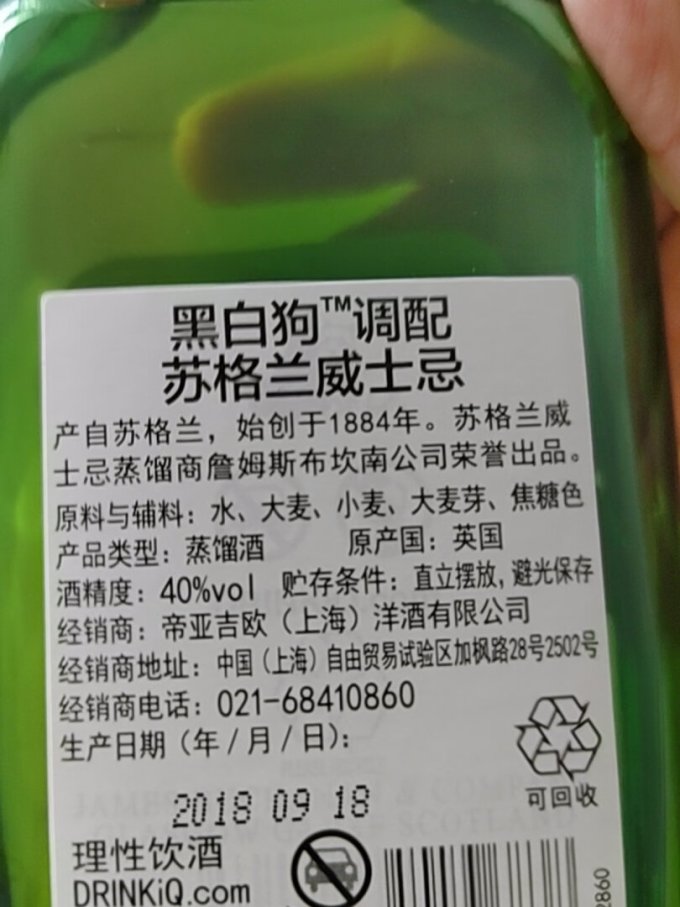 黑白狗™调配
苏格兰威士忌
产自苏格兰，始创于1884年。苏格兰威
士忌蒸馏商詹姆斯布坎南公司荣誉出品。
原料与辅料：水、大麦、小麦、大麦芽、焦糖色
产品类型：蒸馏酒 原产国：英国
酒精度：40%vol 贮存条件：直立摆放，避光保存
经销商：帝亚吉欧（上海）洋酒有限公司
经销商地址：中国（上海）自由贸易试验区加枫路28号2502号
经销商电话：021-68410860
生产日期（年/月/日）：
可回收
2018 09 18
理性饮酒
DRINKiQ.com
2860